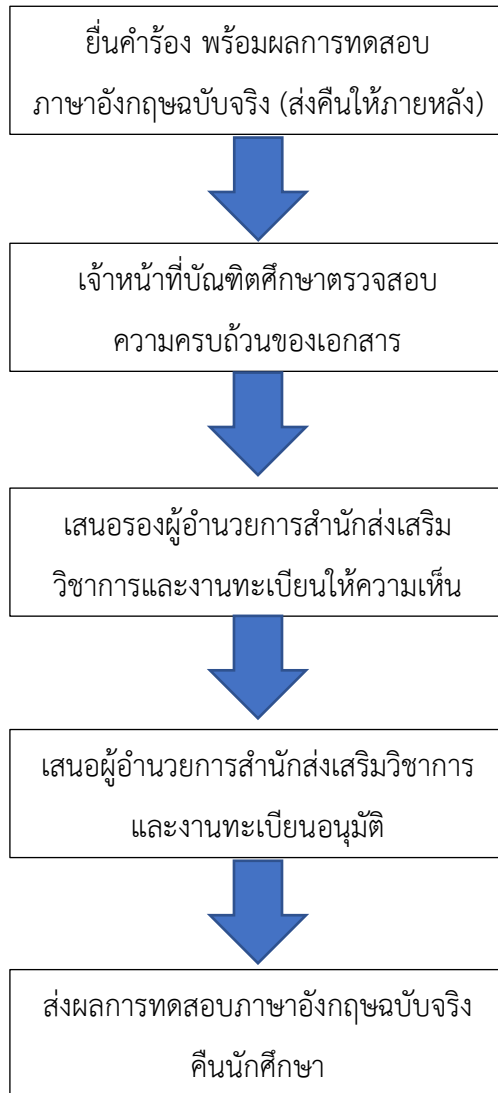 ยื่นคำร้อง พร้อมผลการทดสอบ
ภาษาอังกฤษฉบับจริง (ส่งคืนให้ภายหลัง)
เจ้าหน้าที่บัณฑิตศึกษาตรวจสอบ
ความครบถ้วนของเอกสาร
เสนอรองผู้อำนวยการสำนักส่งเสริม
วิชาการและงานทะเบียนให้ความเห็น
เสนอผู้อำนวยการสำนักส่งเสริมวิชาการ
และงานทะเบียนอนุมัติ
ส่งผลการทดสอบภาษาอังกฤษฉบับจริง
คืนนักศึกษา